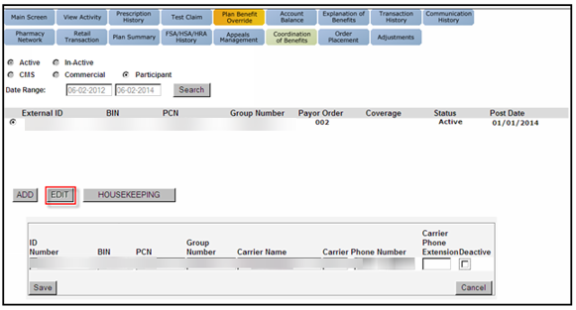 Main Screen View Activity Prescription History Test Claim Plan Benefit Override Account Balance Explanation of Benefits Transaction History Communication History
Pharmacy Network Retail Transaction Plan Summary FSA/HSA/HRA History Appeals Management Coordination of Benefits Order Placement Adjustments
Active In-Active
CMS Commercial Participant
Date Range: 06-02-2012 06-02-2014 Search
External ID BIN PCN Group Number Payor Order Coverage Status Post Date
002 Active 01/01/2014
ADD EDIT HOUSEKEEPING
ID Number BIN PCN Group Number Carrier Name Carrier Phone Number Carrier Phone Extension Deactive
Save Cancel